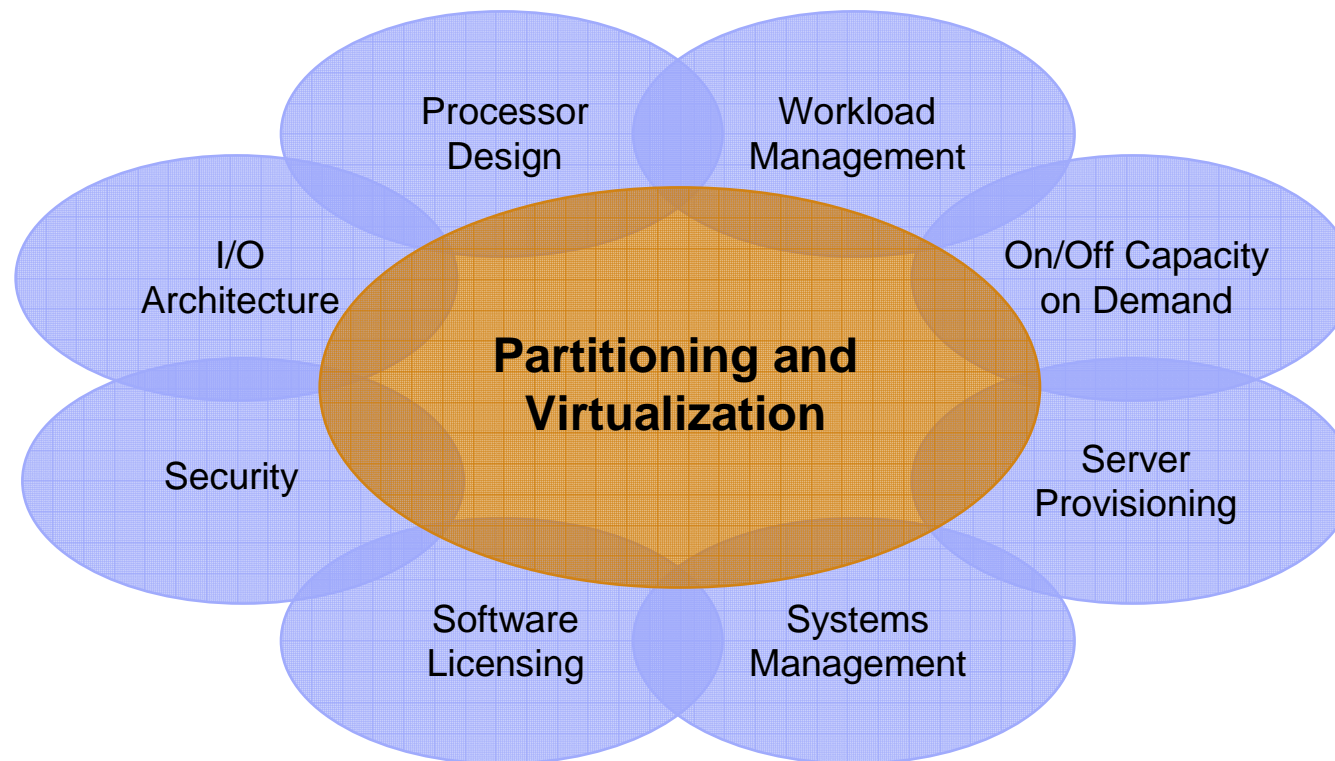 Processor
Design
Workload
Management
I/O
Architecture
On/Off Capacity
on Demand
Partitioning and
Virtualization
Security
Server
Provisioning
Software
Licensing
Systems
Management